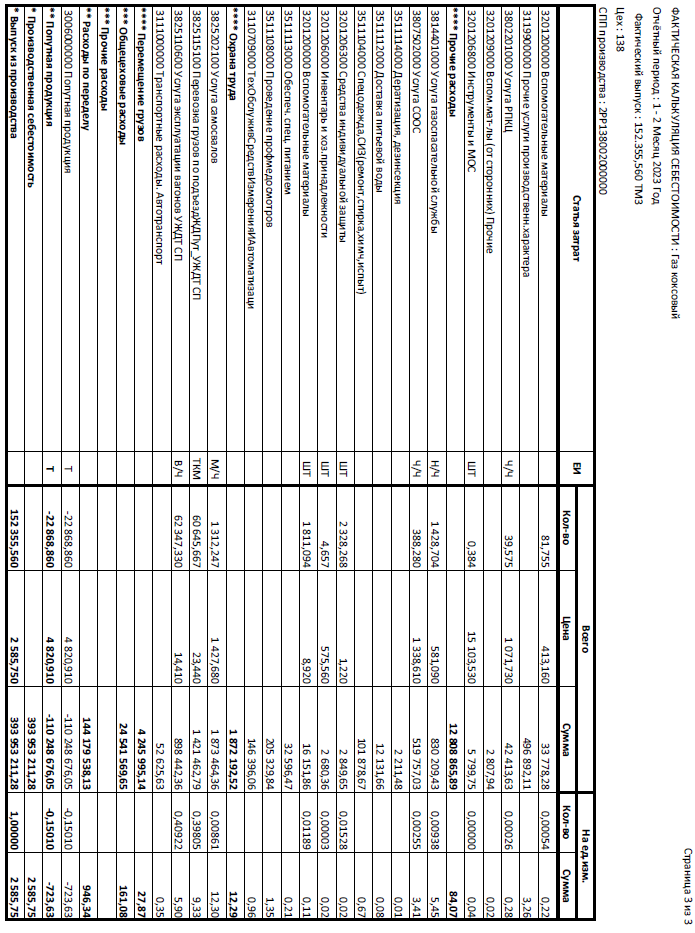 Страница 3 из 3
ФАКТИЧЕСКАЯ КАЛЬКУЛЯЦИЯ СЕБЕСТОИМОСТИ : Газ коксовый
Отчётный период : 1 - 2 Месяц 2023 Год
Фактический выпуск : 152.355,560 ТМ3
Цех : 138
СПП производства : 2РР138002000000
Статья затрат ЕИ Всего На ед.изм.
Кол-во Цена Сумма Кол-во Сумма
3201200000 Вспомогательные материалы 81,755 413,160 33 778,28 0,00054 0,22
3119900000 Прочие услуги производственн.характера 496 892,11 3,26
3802201000 Услуга РПКЦ Ч/Ч 39,575 1 071,730 42 413,63 0,00026 0,28
3201209000 Вспом.мат-лы (от сторонних) Прочие 2 807,94 0,02
3201206800 Инструменты и МОС ШТ 0,384 15 103,530 5 799,75 0,00000 0,04
**** Прочие расходы 12 808 865,89 84,07
3814401000 Услуга газоспасательной службы Н/Ч 1 428,704 581,090 830 209,43 0,00938 5,45
3807502000 Услуга СООС Ч/Ч 388,280 1 338,610 519 757,03 0,00255 3,41
3511114000 Дератизация, дезинсекция 2 211,48 0,01
3511112000 Доставка питьевой воды 12 131,66 0,08
3511104000 Спецодежда,СИЗ(ремонт,стирка,химч,испыт) 101 878,67 0,67
3201206300 Средства индивидуальной защиты ШТ 2 328,268 1,220 2 849,65 0,01528 0,02
3201206000 Инвентарь и хоз.принадлежности ШТ 4,657 575,560 2 680,36 0,00003 0,02
3201200000 Вспомогательные материалы ШТ 1 811,094 8,920 16 151,86 0,01189 0,11
3511113000 Обеспеч. спец. питанием 32 596,47 0,21
3511108000 Проведение профмедосмотров 205 329,84 1,35
3110709000 ТехОбслуживСредствИзмеренияИАвтоматизаци 146 396,06 0,96
**** Охрана труда 1 872 192,52 12,29
3825302100 Услуга самосвалов М/Ч 1 312,247 1 427,680 1 873 464,36 0,00861 12,30
3825115100 Перевозка грузов по подъездЖДПут_УЖДТ СП ТКМ 60 645,667 23,440 1 421 462,79 0,39805 9,33
3825110600 Услуга эксплуатации вагонов УЖДТ СП В/Ч 62 347,330 14,410 898 442,36 0,40922 5,90
3111000000 Транспортные расходы. Автотранспорт 52 625,63 0,35
**** Перемещение грузов 4 245 995,14 27,87
*** Общецеховые расходы 24 541 569,65 161,08
*** Прочие расходы
** Расходы по переделу 144 179 538,13 946,34
3006000000 Попутная продукция Т -22 868,860 4 820,910 -110 248 676,05 -0,15010 -723,63
** Попутная продукция Т -22 868,860 4 820,910 -110 248 676,05 -0,15010 -723,63
* Производственная себестоимость 393 953 211,28 2 585,75
* Выпуск из производства 152 355,560 2 585,750 393 953 211,28 1,00000 2 585,75